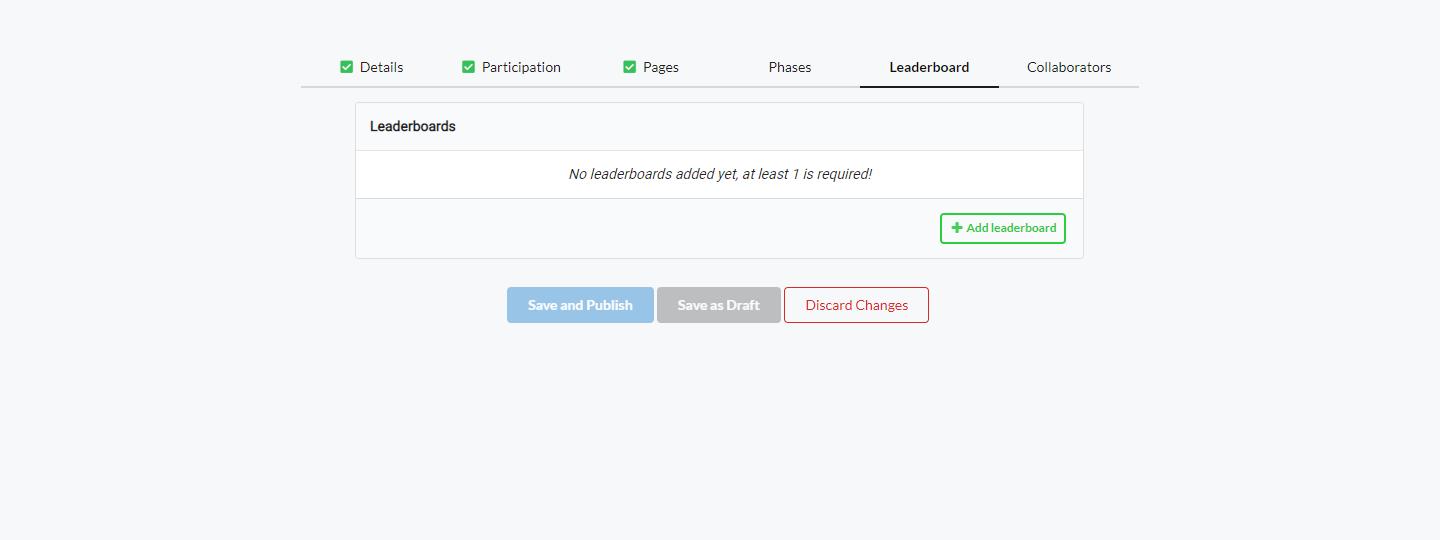 Details Participation Pages Phases Leaderboard Collaborators
Leaderboards
No leaderboards added yet, at least 1 is required!
Add leaderboard
Save and Publish Save as Draft Discard Changes